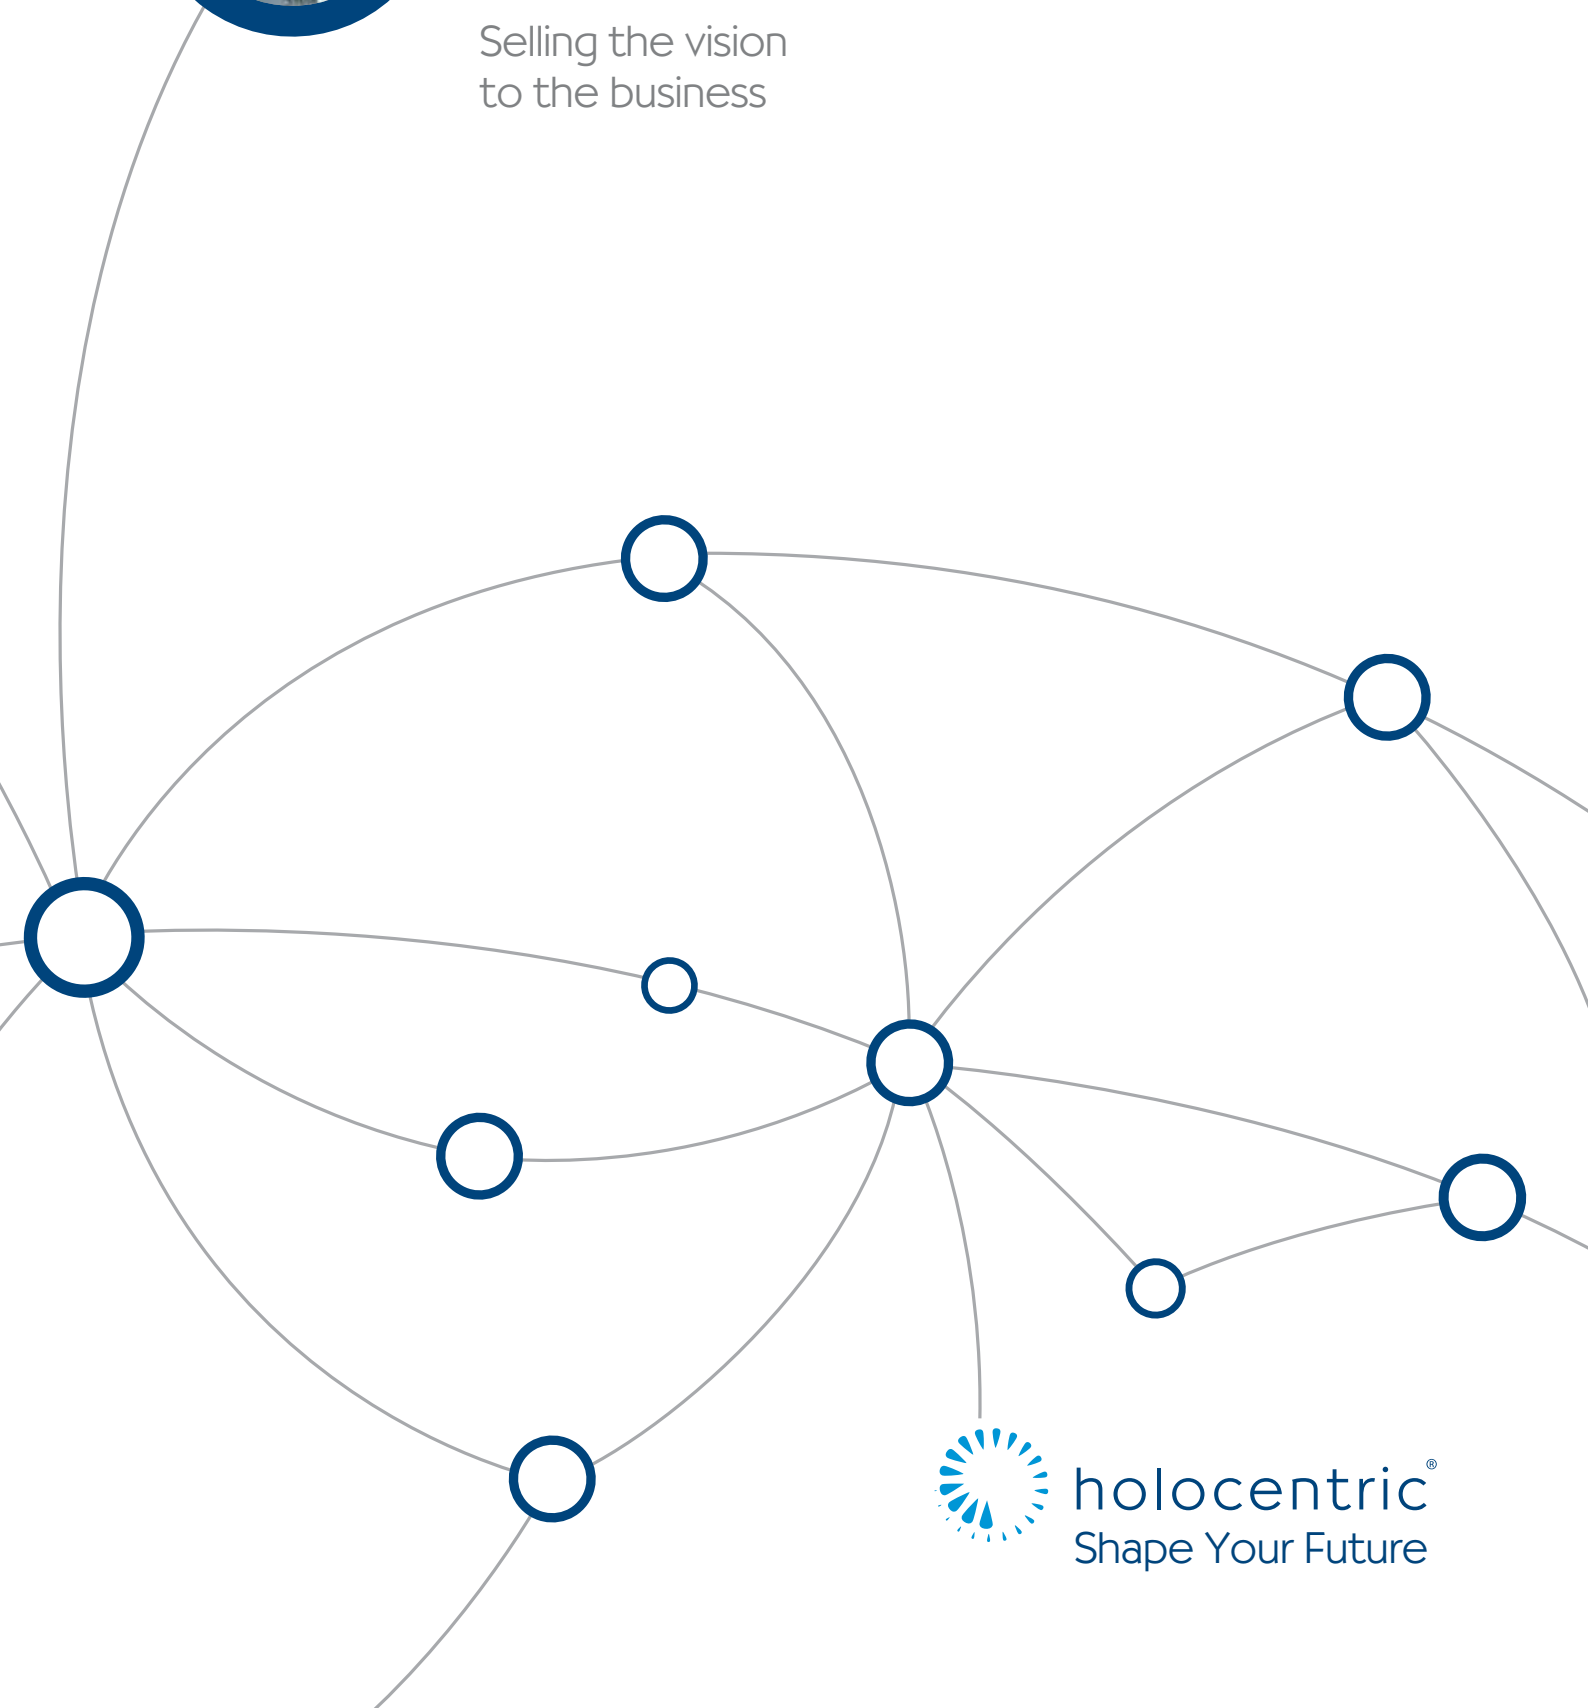 Selling the vision
to the business
holocentric®
Shape Your Future